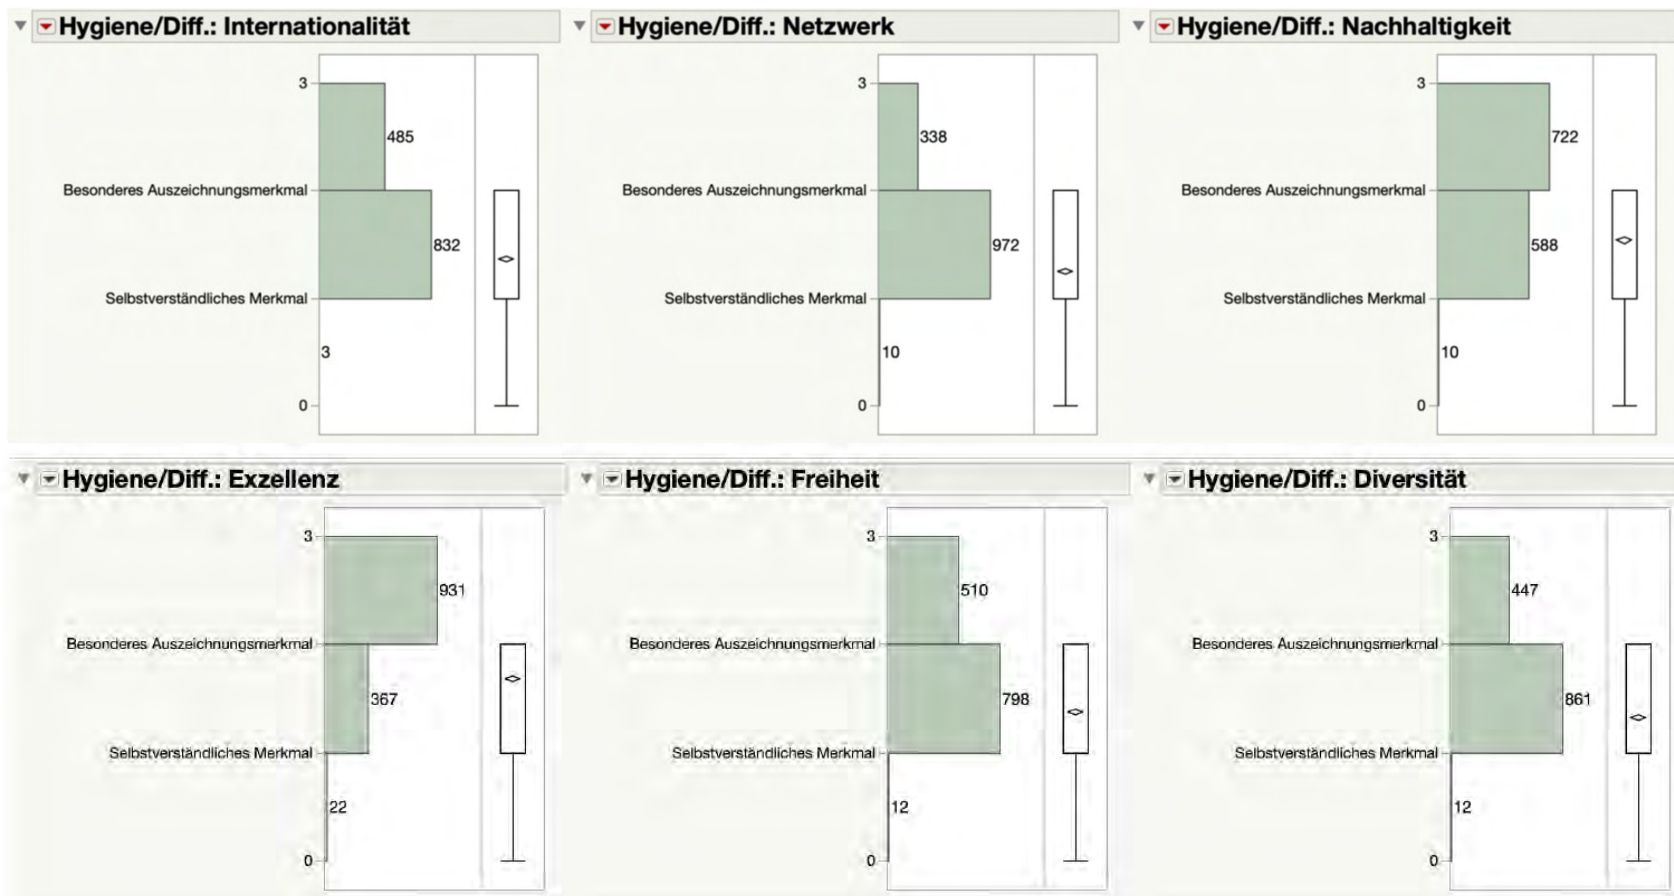 Hygiene/Diff.: Internationalität
3
485
Besonderes Auszeichnungsmerkmal
832
Selbstverständliches Merkmal
3
0
Hygiene/Diff.: Netzwerk
3
338
Besonderes Auszeichnungsmerkmal
972
Selbstverständliches Merkmal
10
0
Hygiene/Diff.: Nachhaltigkeit
3
722
Besonderes Auszeichnungsmerkmal
588
Selbstverständliches Merkmal
10
0
Hygiene/Diff.: Exzellenz
3
931
Besonderes Auszeichnungsmerkmal
367
Selbstverständliches Merkmal
22
0
Hygiene/Diff.: Freiheit
3
510
Besonderes Auszeichnungsmerkmal
798
Selbstverständliches Merkmal
12
0
Hygiene/Diff.: Diversität
3
447
Besonderes Auszeichnungsmerkmal
861
Selbstverständliches Merkmal
12
0